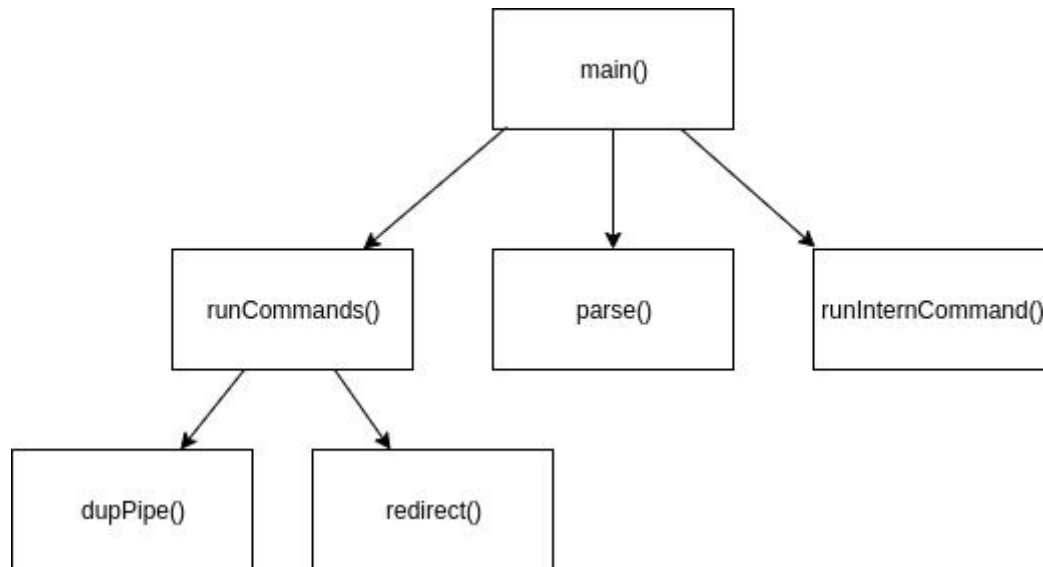 main()
runCommands()
parse()
runInternCommand()
dupPipe()
redirect()